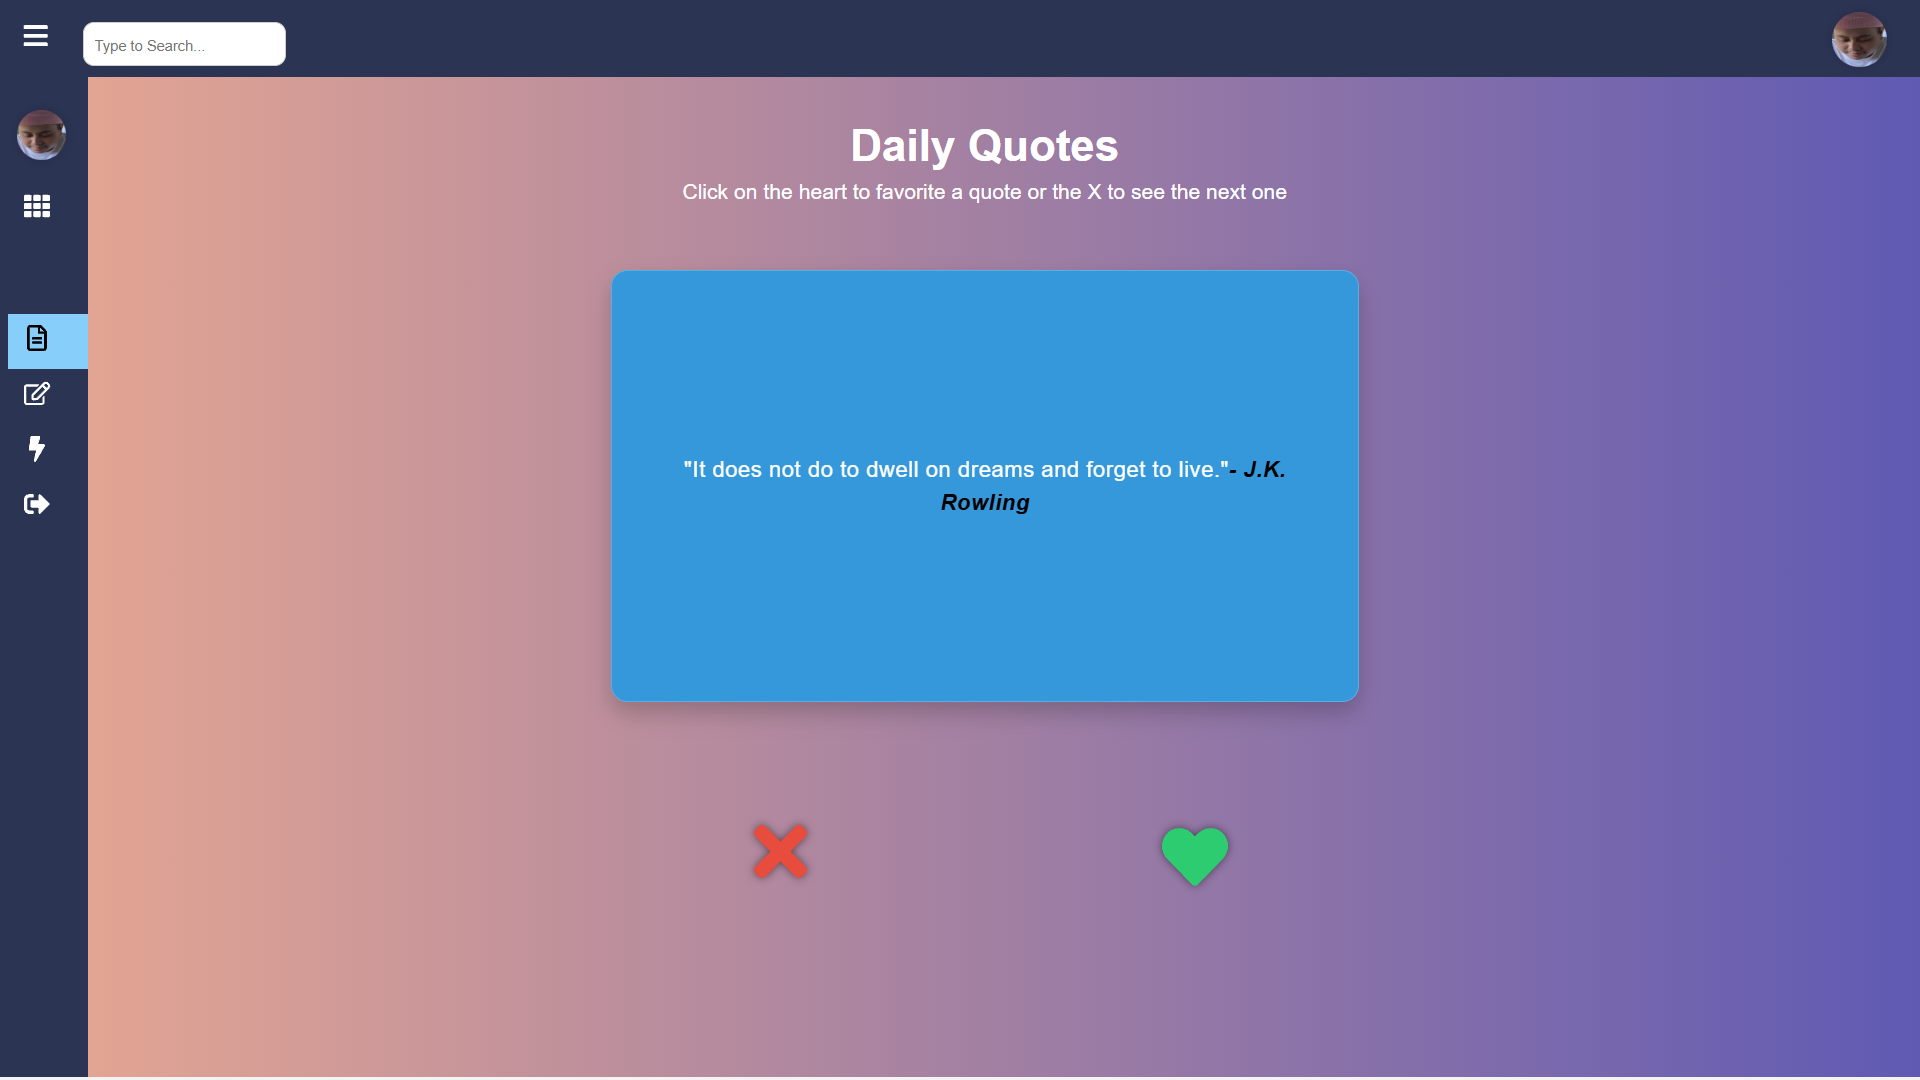 Type to Search...
Daily Quotes
Click on the heart to favorite a quote or the X to see the next one
"It does not do to dwell on dreams and forget to live."- J.K.
Rowling